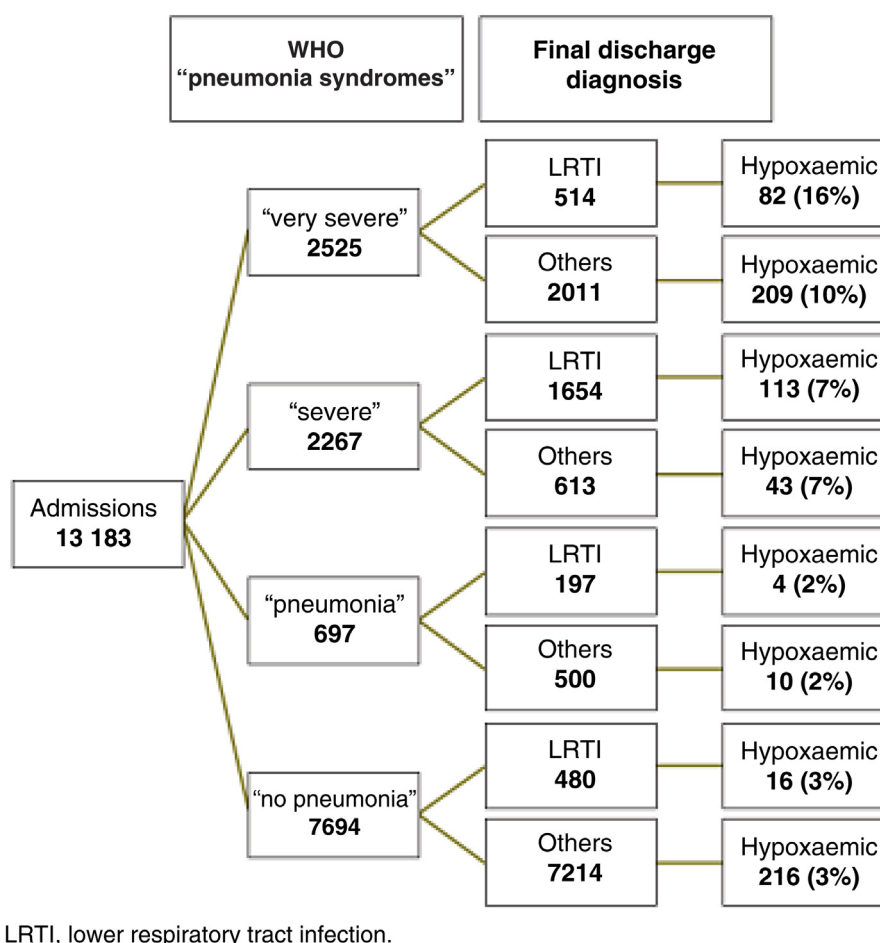 WHO
“pneumonia syndromes”
Final discharge
diagnosis
Admissions
13 183
“very severe”
2525
LRTI
514
Hypoxaemic
82 (16%)
Others
2011
Hypoxaemic
209 (10%)
“severe”
2267
LRTI
1654
Hypoxaemic
113 (7%)
Others
613
Hypoxaemic
43 (7%)
“pneumonia”
697
LRTI
197
Hypoxaemic
4 (2%)
Others
500
Hypoxaemic
10 (2%)
“no pneumonia”
7694
LRTI
480
Hypoxaemic
16 (3%)
Others
7214
Hypoxaemic
216 (3%)
LRTI, lower respiratory tract infection.